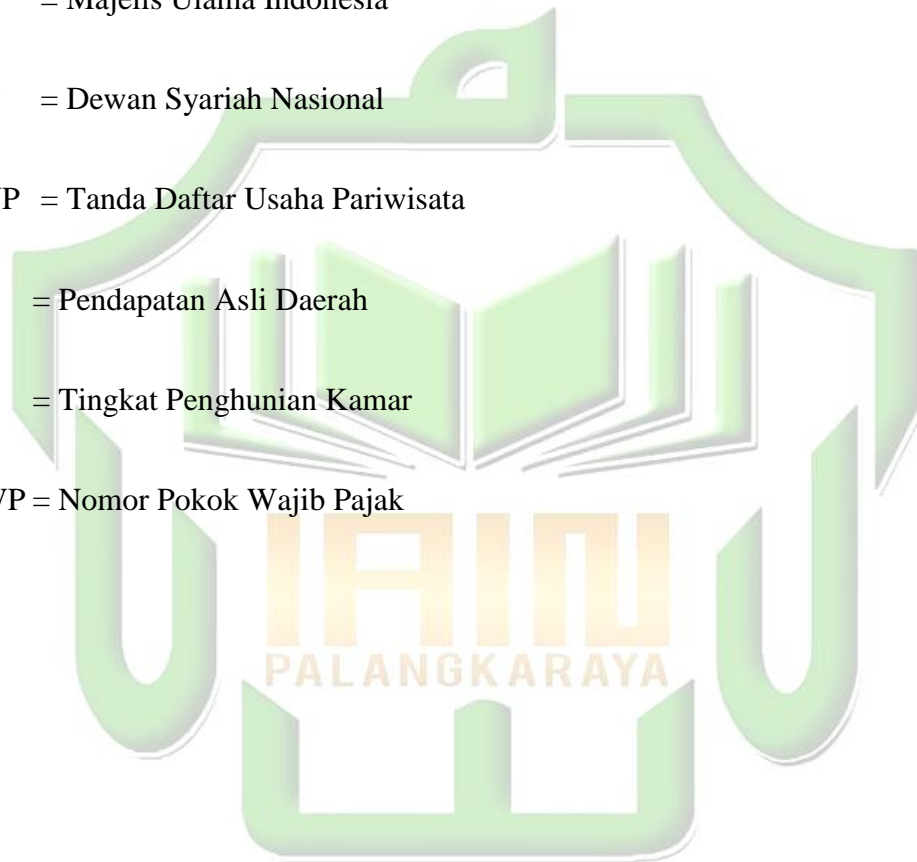 = Majelis Ulama Indonesia
= Dewan Syariah Nasional
P = Tanda Daftar Usaha Pariwisata
= Pendapatan Asli Daerah
= Tingkat Penghunian Kamar
WP = Nomor Pokok Wajib Pajak
IAIN
PALANGKARAYA